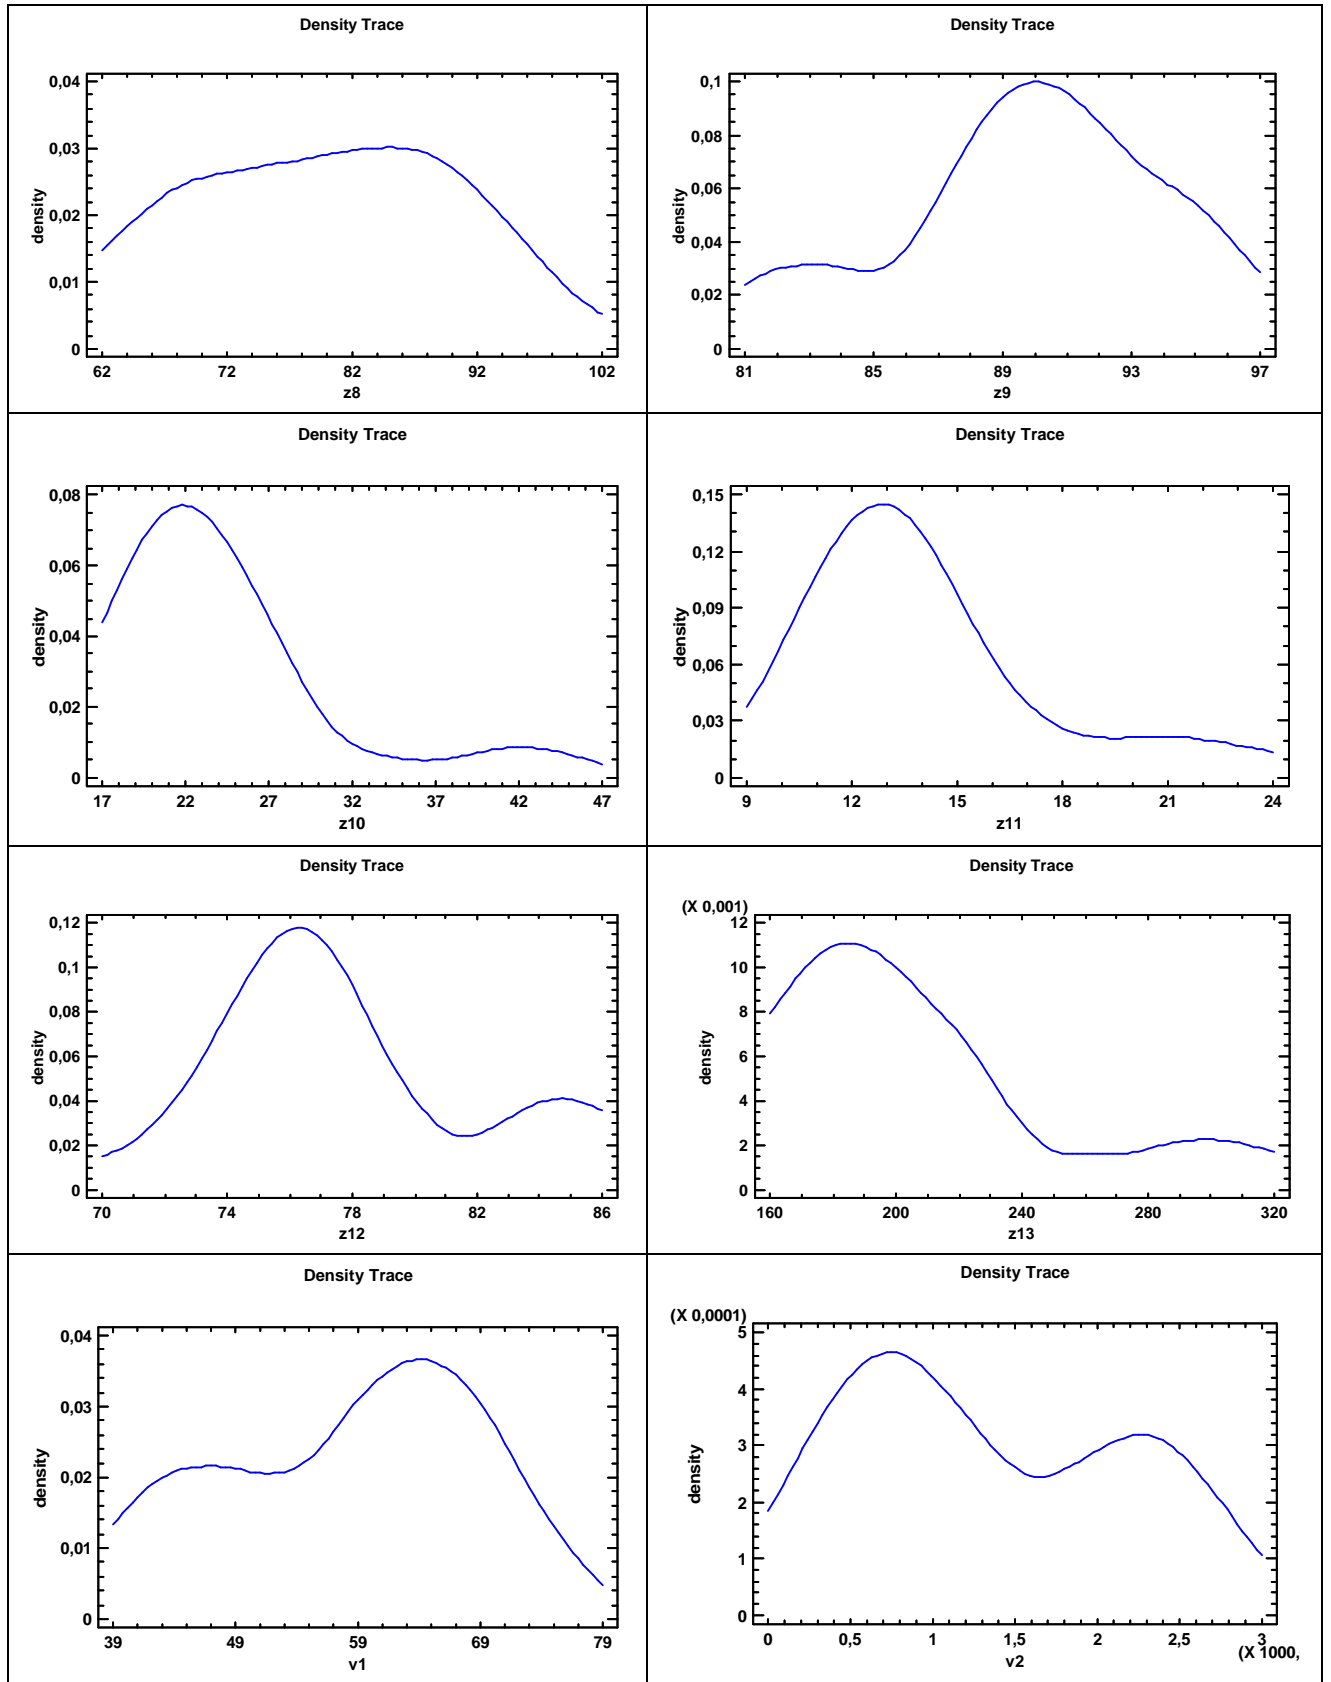 Density Trace
0,04
0,03
0,02
0,01
0
density
62 72 82 92 102
z8
Density Trace
0,1
0,08
0,06
0,04
0,02
0
density
81 85 89 93 97
z9
Density Trace
0,08
0,06
0,04
0,02
0
density
17 22 27 32 37 42 47
z10
Density Trace
0,15
0,12
0,09
0,06
0,03
0
density
9 12 15 18 21 24
z11
Density Trace
0,12
0,1
0,08
0,06
0,04
0,02
0
density
70 74 78 82 86
z12
Density Trace
(X 0,001)
12
10
8
6
4
2
0
density
160 200 240 280 320
z13
Density Trace
0,04
0,03
0,02
0,01
0
density
39 49 59 69 79
v1
Density Trace
(X 0,0001)
5
4
3
2
1
0
density
0 0,5 1 1,5 2 2,5 3
(X 1000,
v2